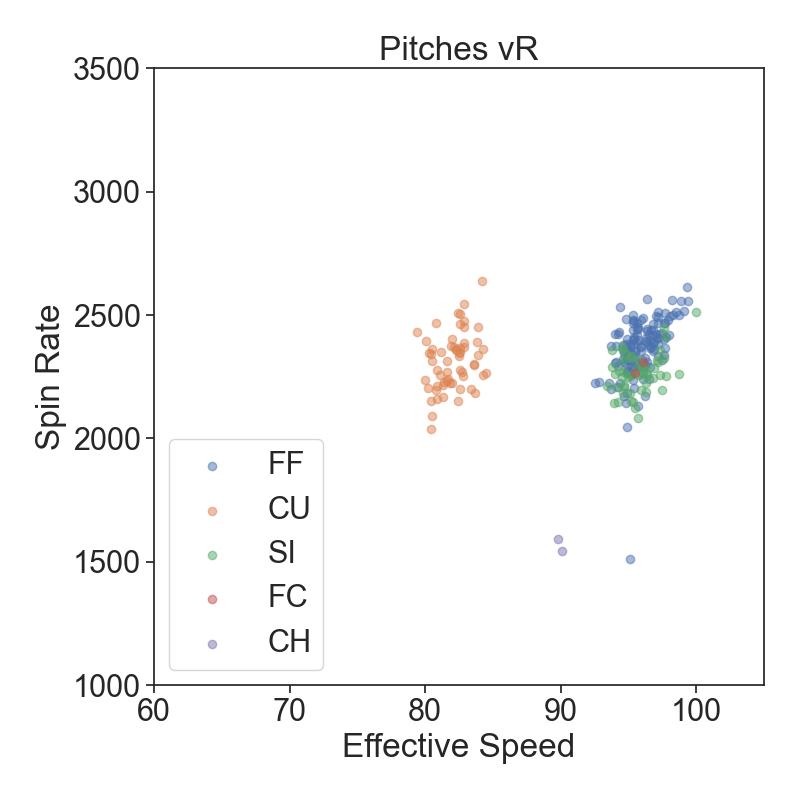 Pitches vR
3500
3000
2500
2000
1500
1000
Spin Rate
FF
CU
SI
FC
CH
60 70 80 90 100
Effective Speed